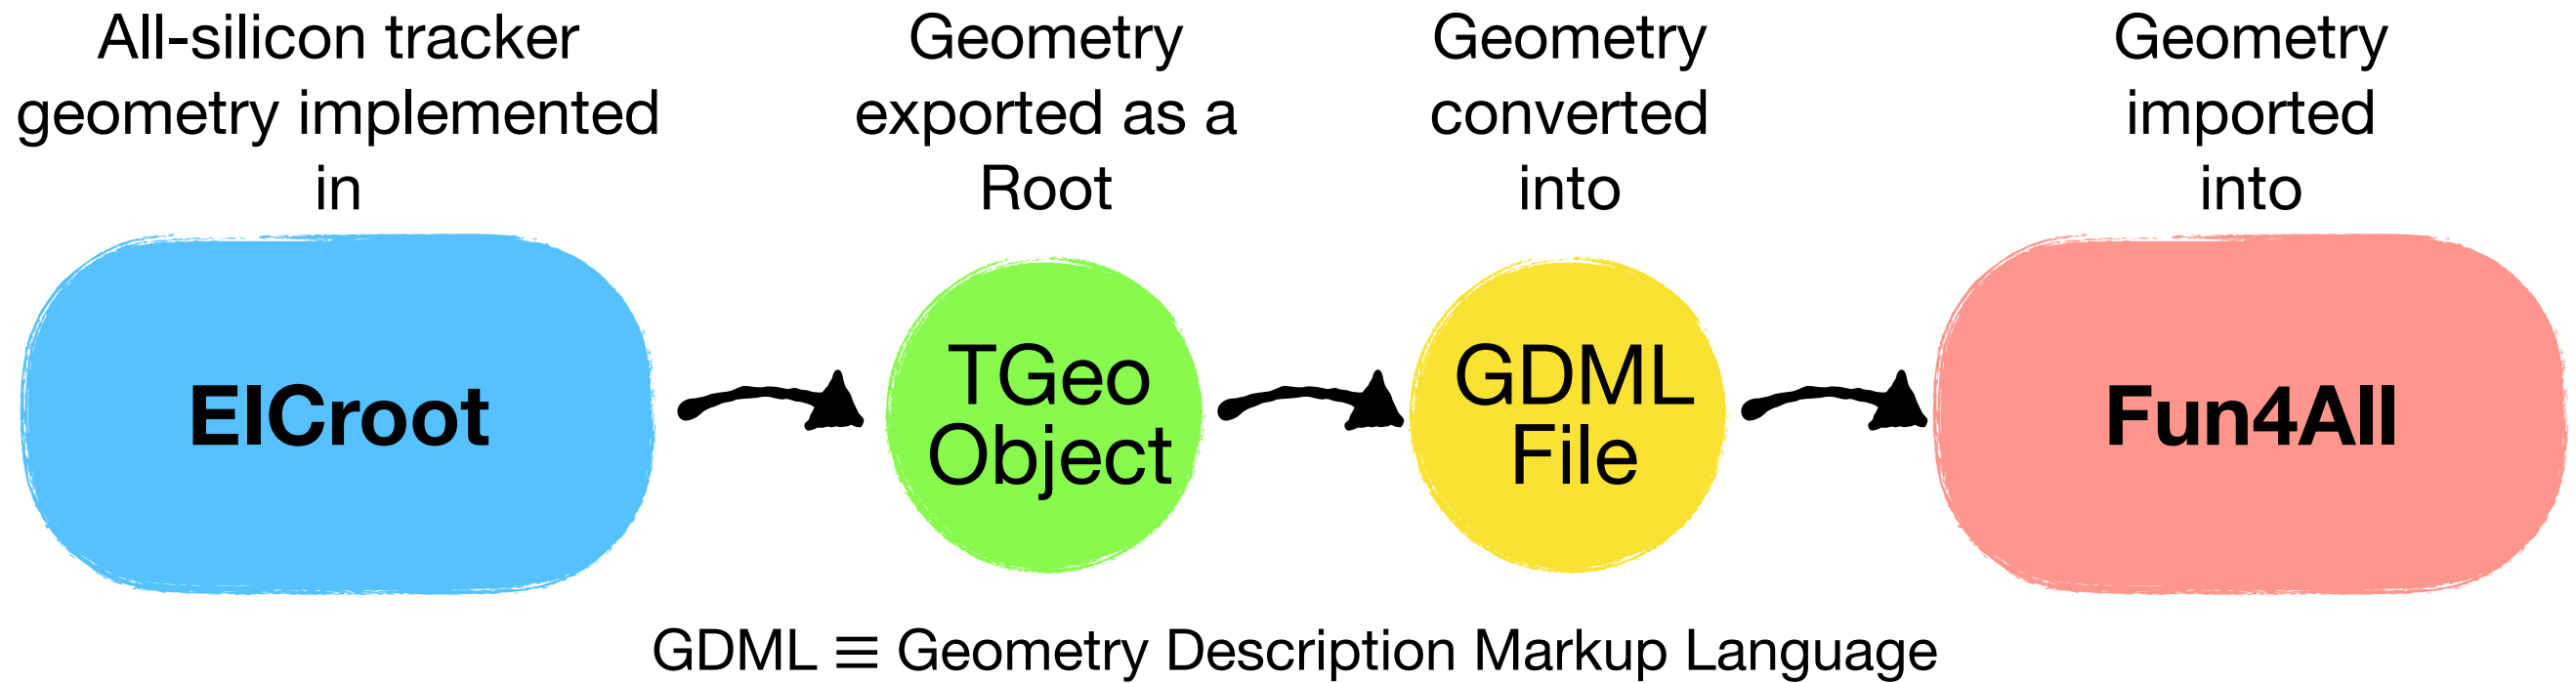 All-silicon tracker
geometry implemented
in
EICroot
Geometry
exported as a
Root
TGeo
Object
Geometry
converted
into
GDML
File
Geometry
imported
into
Fun4All
GDML ≡ Geometry Description Markup Language